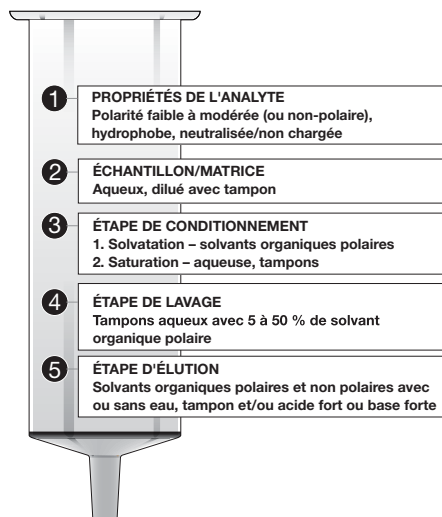 1 PROPRIÉTÉS DE L'ANALYTE
Polarité faible à modérée (ou non-polaire),
hydrophobe, neutralisée/non chargée
2 ÉCHANTILLON/MATRICE
Aqueux, dilué avec tampon
3 ÉTAPE DE CONDITIONNEMENT
1. Solvatation – solvants organiques polaires
2. Saturation – aqueuse, tampons
4 ÉTAPE DE LAVAGE
Tampons aqueux avec 5 à 50 % de solvant
organique polaire
5 ÉTAPE D'ÉLUTION
Solvants organiques polaires et non polaires avec
ou sans eau, tampon et/ou acide fort ou base forte